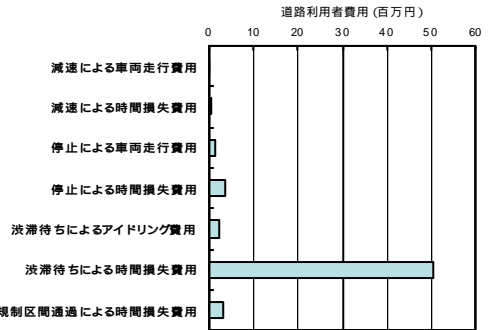 道路利用者費用 (百万円)
0 10 20 30 40 50 60
減速による車両走行費用
減速による時間損失費用
停止による車両走行費用
停止による時間損失費用
渋滞待ちによるアイドリング費用
渋滞待ちによる時間損失費用
規制区間通過による時間損失費用